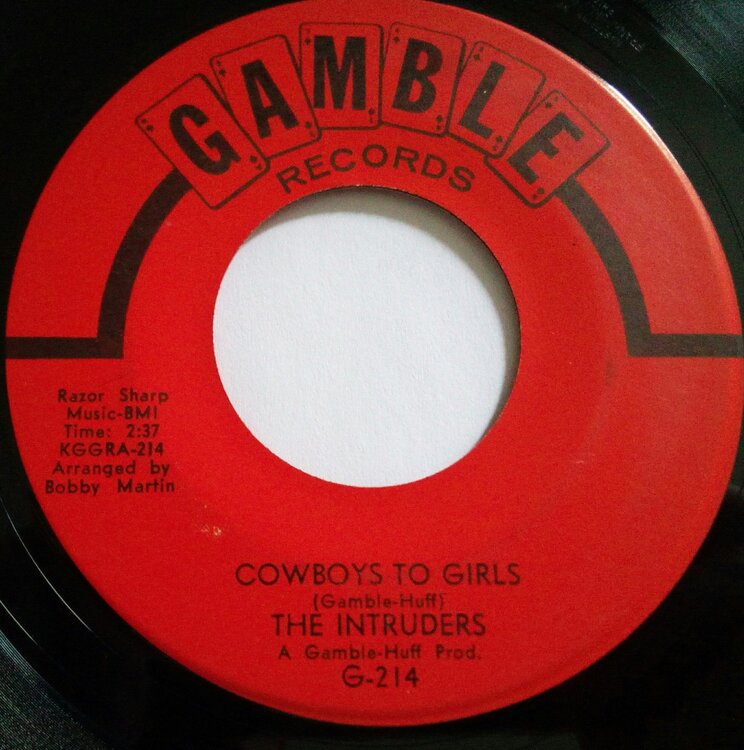 GAMBLE
RECORDS
Razor Sharp
Music-BMI
Time: 2:37
KGGRA-214
Arranged by
Bobby Martin
COWBOYS TO GIRLS
(Gamble-Huff)
THE INTRUDERS
A Gamble-Huff Prod.
G-214